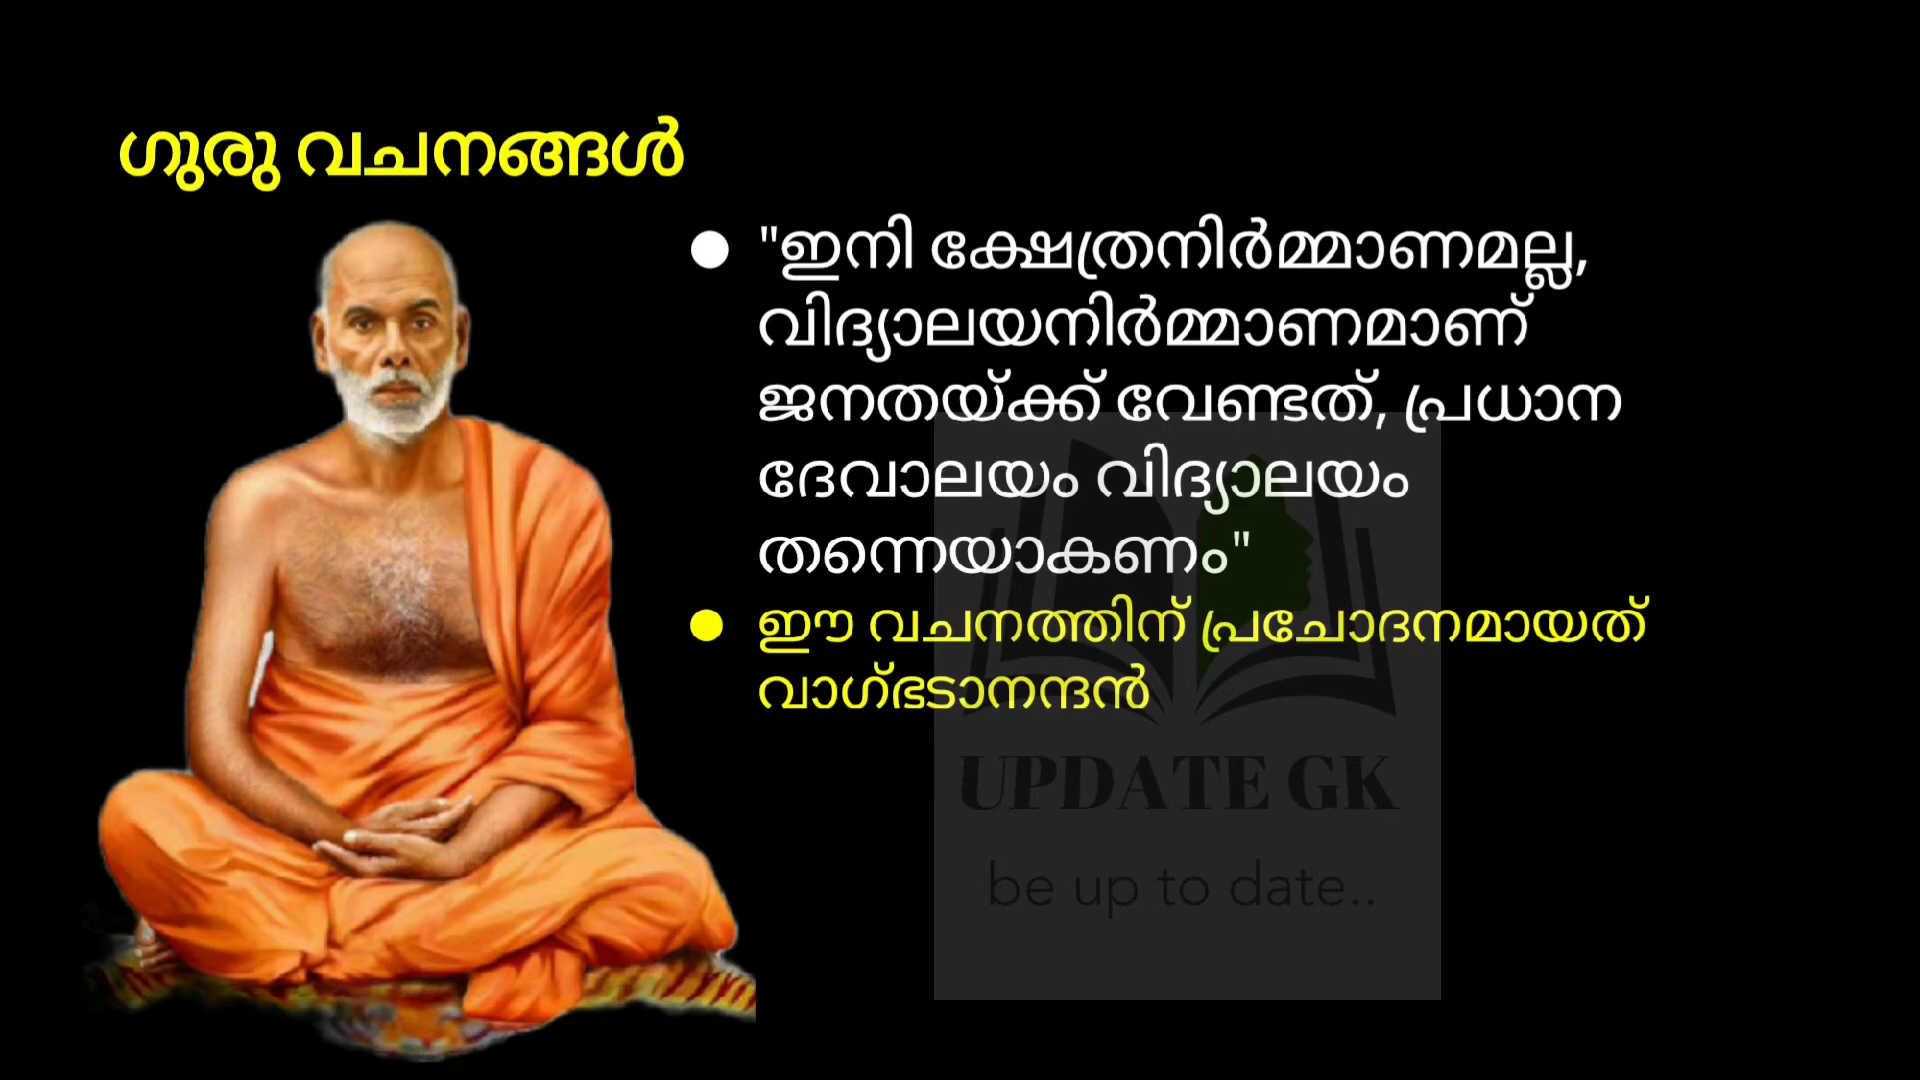 ഗുരു വചനങ്ങൾ
● "ഇനി ക്ഷേത്രനിർമ്മാണമല്ല,
വിദ്യാലയനിർമ്മാണമാണ്
ജനതയ്ക്ക് വേണ്ടത്, പ്രധാന
ദേവാലയം വിദ്യാലയം
തന്നെയാകണം"
● ഈ വചനത്തിന് പ്രചോദനമായത്
വാഗ്ഭടാനന്ദൻ
UPDATE GK
be up to date..